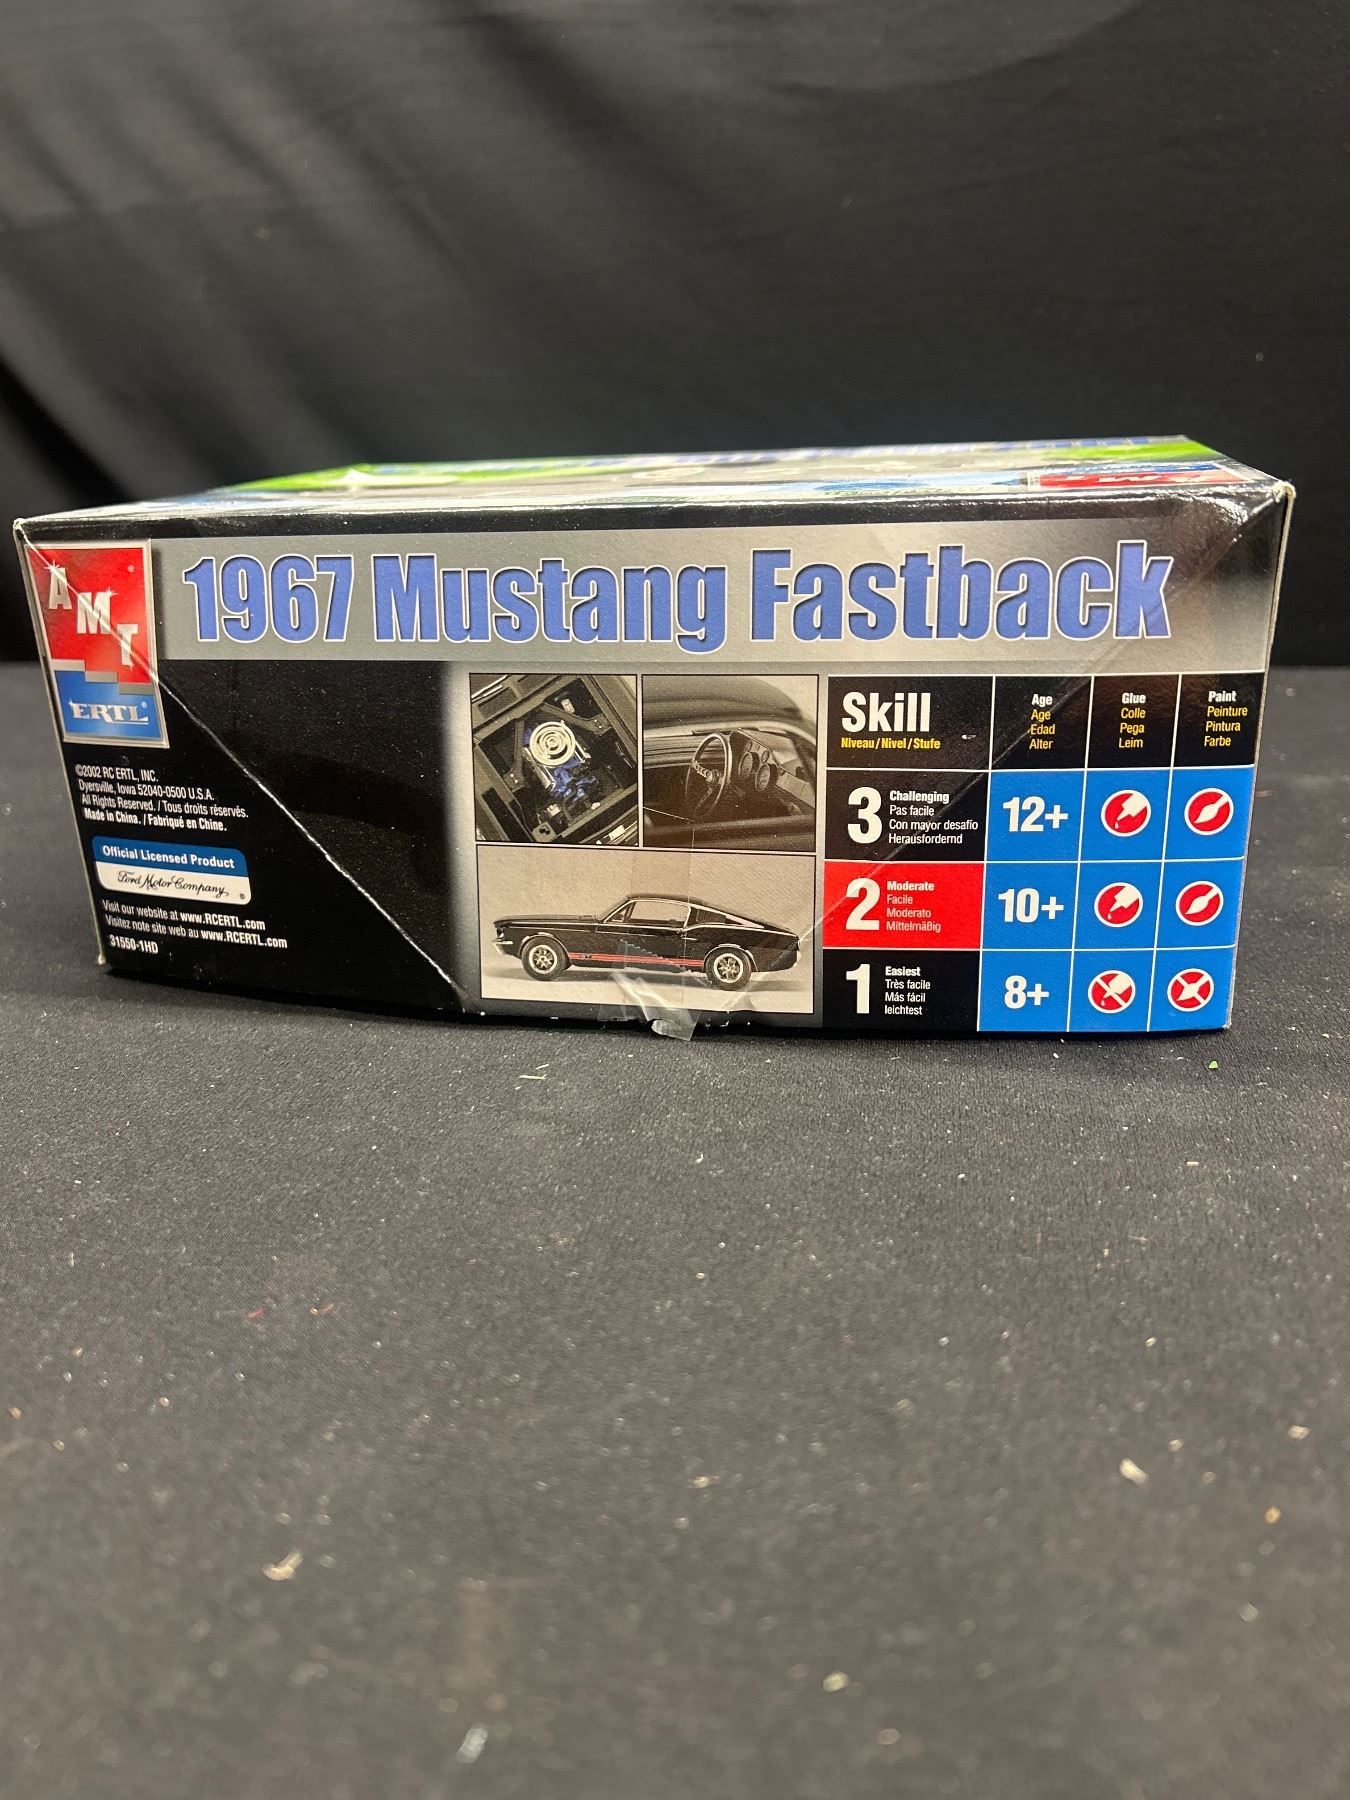 1967 Mustang Fastback
AMT
ERTL
©2002 RC ERTL, INC.
Dyersville, Iowa 52040-0500 U.S.A.
All Rights Reserved. / Tous droits réservés.
Made in China. / Fabriqué en Chine.
Official Licensed Product
Ford Motor Company
Visit our website at www.RCERTL.com
Visitez note site web au www.RCERTL.com
31550-1HD
Skill
Niveau/Nivel/Stufe
Age
Age
Edad
Alter
Glue
Colle
Pega
Leim
Paint
Peinture
Pintura
Farbe
3
Challenging
Pas facile
Con mayor desafío
Herausfordernd
12+
2
Moderate
Facile
Moderato
Mittelmäßig
10+
1
Easiest
Très facile
Más fácil
leichtest
8+